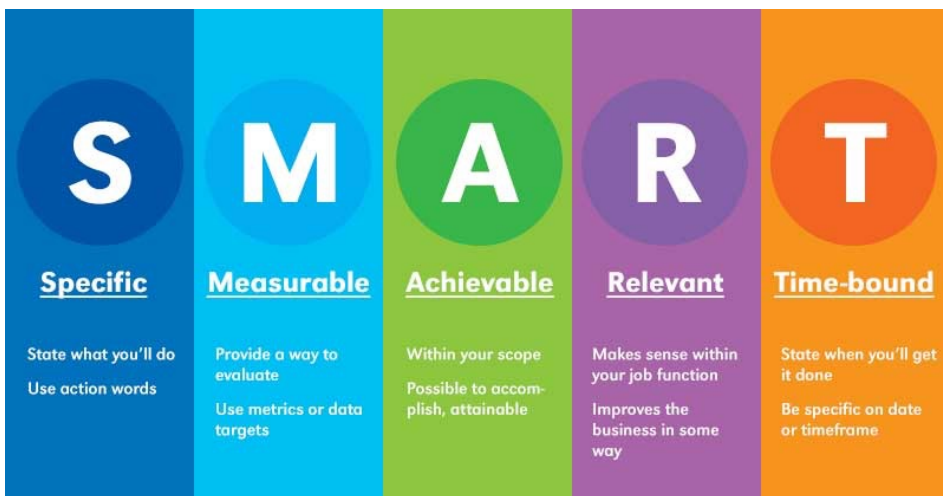 S
Specific
State what you'll do
Use action words
M
Measurable
Provide a way to
evaluate
Use metrics or data
targets
A
Achievable
Within your scope
Possible to accom-
plish, attainable
R
Relevant
Makes sense within
your job function
Improves the
business in some
way
T
Time-bound
State when you'll get
it done
Be specific on date
or timeframe